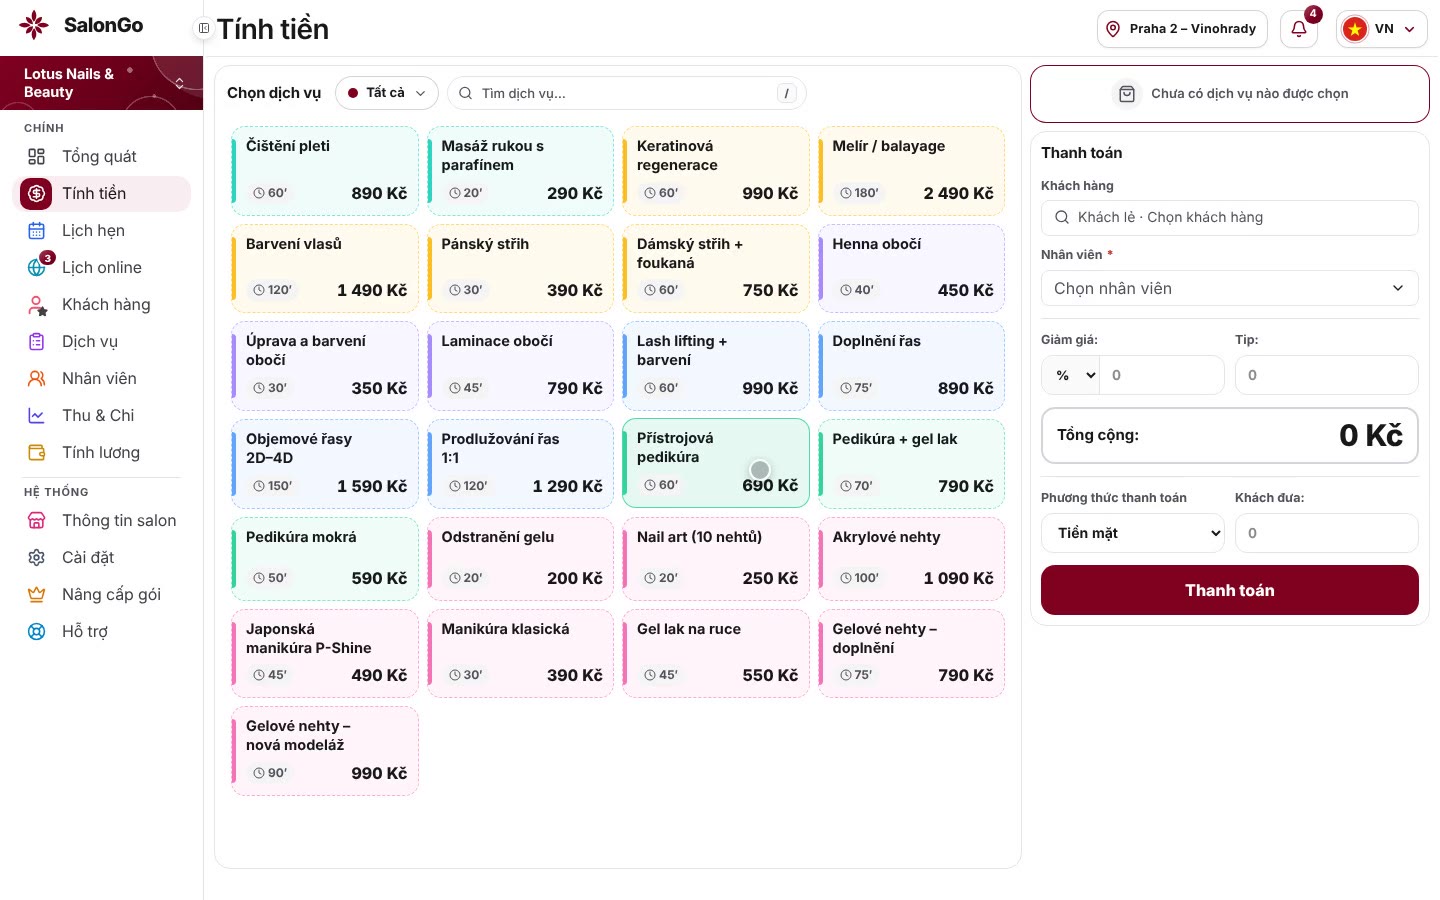 SalonGo
Tính tiền
Praha 2 – Vinohrady
4
VN
Lotus Nails &
Beauty
CHÍNH
Tổng quát
Tính tiền
Lịch hẹn
3
Lịch online
Khách hàng
Dịch vụ
Nhân viên
Thu & Chi
Tính lương
HỆ THỐNG
Thông tin salon
Cài đặt
Nâng cấp gói
Hỗ trợ
Chọn dịch vụ
Tất cả
Tìm dịch vụ...
/
Čištění pleti
60'
890 Kč
Masáž rukou s
parafínem
20'
290 Kč
Keratinová
regenerace
60'
990 Kč
Melír / balayage
180'
2 490 Kč
Barvení vlasů
120'
1 490 Kč
Pánský střih
30'
390 Kč
Dámský střih +
foukaná
60'
750 Kč
Henna obočí
40'
450 Kč
Úprava a barvení
obočí
30'
350 Kč
Laminace obočí
45'
790 Kč
Lash lifting +
barvení
60'
990 Kč
Doplnění řas
75'
890 Kč
Objemové řasy
2D–4D
150'
1 590 Kč
Prodlužování řas
1:1
120'
1 290 Kč
Přístrojová
pedikúra
60'
690 Kč
Pedikúra + gel lak
70'
790 Kč
Pedikúra mokrá
50'
590 Kč
Odstranění gelu
20'
200 Kč
Nail art (10 nehtů)
20'
250 Kč
Akrylové nehty
100'
1 090 Kč
Japonská
manikúra P-Shine
45'
490 Kč
Manikúra klasická
30'
390 Kč
Gel lak na ruce
45'
550 Kč
Gelové nehty –
doplnění
75'
790 Kč
Gelové nehty –
nová modeláž
90'
990 Kč
Chưa có dịch vụ nào được chọn
Thanh toán
Khách hàng
Khách lẻ · Chọn khách hàng
Nhân viên *
Chọn nhân viên
Giảm giá:
Tip:
%
0
0
Tổng cộng:
0 Kč
Phương thức thanh toán
Khách đưa:
Tiền mặt
0
Thanh toán